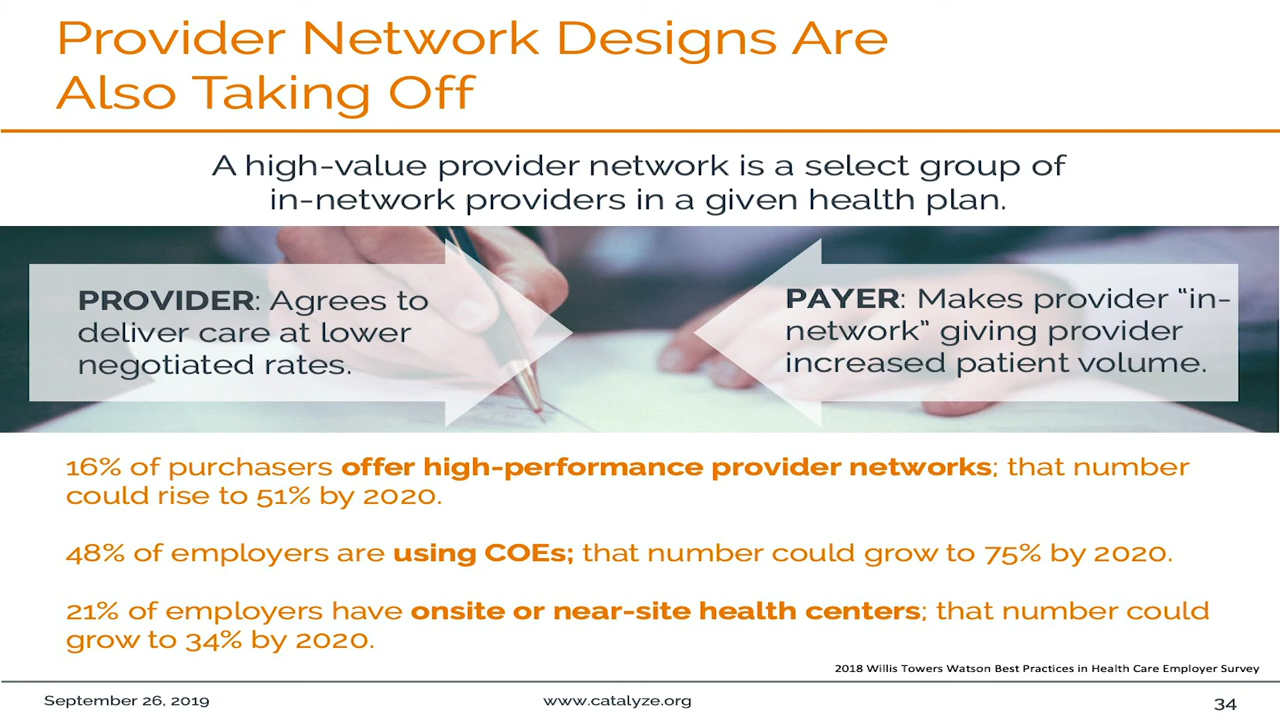 Provider Network Designs Are
Also Taking Off
A high-value provider network is a select group of
in-network providers in a given health plan.
PROVIDER: Agrees to
deliver care at lower
negotiated rates.
PAYER: Makes provider “in-
network” giving provider
increased patient volume.
16% of purchasers offer high-performance provider networks; that number
could rise to 51% by 2020.
48% of employers are using COEs; that number could grow to 75% by 2020.
21% of employers have onsite or near-site health centers; that number could
grow to 34% by 2020.
2018 Willis Towers Watson Best Practices in Health Care Employer Survey
September 26, 2019
www.catalyze.org
34